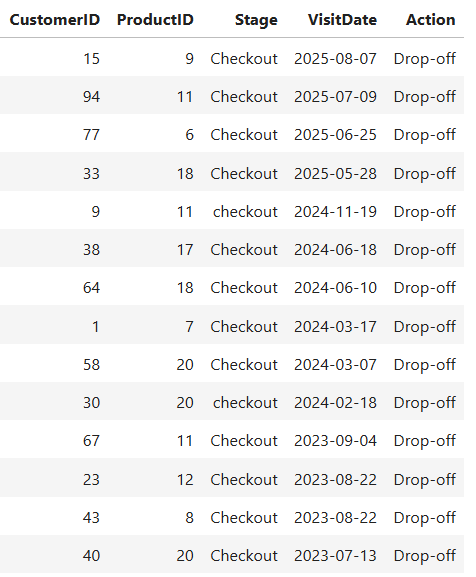 CustomerID ProductID Stage VisitDate Action
15 9 Checkout 2025-08-07 Drop-off
94 11 Checkout 2025-07-09 Drop-off
77 6 Checkout 2025-06-25 Drop-off
33 18 Checkout 2025-05-28 Drop-off
9 11 checkout 2024-11-19 Drop-off
38 17 Checkout 2024-06-18 Drop-off
64 18 Checkout 2024-06-10 Drop-off
1 7 Checkout 2024-03-17 Drop-off
58 20 Checkout 2024-03-07 Drop-off
30 20 checkout 2024-02-18 Drop-off
67 11 Checkout 2023-09-04 Drop-off
23 12 Checkout 2023-08-22 Drop-off
43 8 Checkout 2023-08-22 Drop-off
40 20 Checkout 2023-07-13 Drop-off